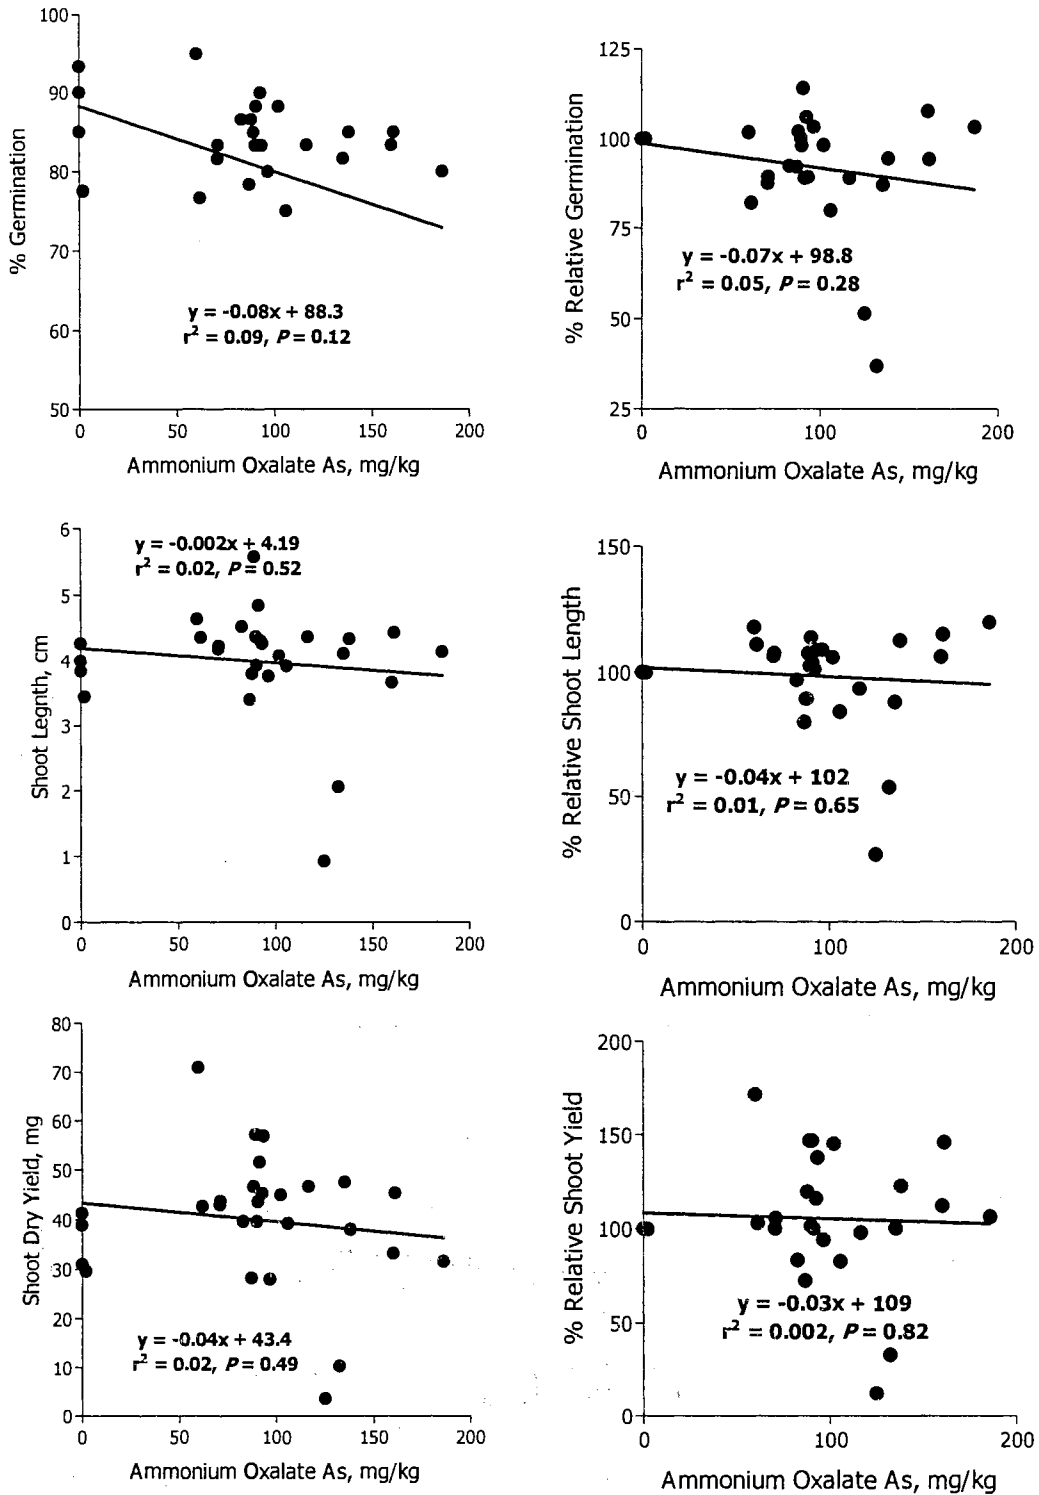 100
90
80
70
60
50
% Germination
y = -0.08x + 88.3
r² = 0.09, P = 0.12
0 50 100 150 200
Ammonium Oxalate As, mg/kg
125
100
75
50
25
% Relative Germination
y = -0.07x + 98.8
r² = 0.05, P = 0.28
0 100 200
Ammonium Oxalate As, mg/kg
6
5
4
3
2
1
0
Shoot Legnth, cm
y = -0.002x + 4.19
r² = 0.02, P = 0.52
0 50 100 150 200
Ammonium Oxalate As, mg/kg
150
100
50
0
% Relative Shoot Length
y = -0.04x + 102
r² = 0.01, P = 0.65
0 100 200
Ammonium Oxalate As, mg/kg
80
70
60
50
40
30
20
10
0
Shoot Dry Yield, mg
y = -0.04x + 43.4
r² = 0.02, P = 0.49
0 50 100 150 200
Ammonium Oxalate As, mg/kg
200
150
100
50
0
% Relative Shoot Yield
y = -0.03x + 109
r² = 0.002, P = 0.82
0 100 200
Ammonium Oxalate As, mg/kg